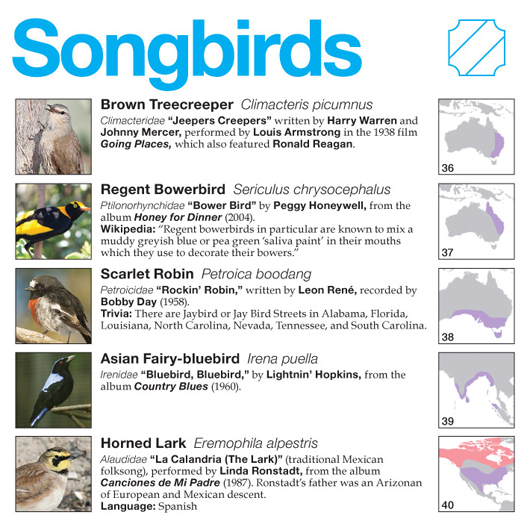 Songbirds
Brown Treecreeper Climacteris picumnus
Climacteridae “Jeepers Creepers” written by Harry Warren and
Johnny Mercer, performed by Louis Armstrong in the 1938 film
Going Places, which also featured Ronald Reagan.
36
Regent Bowerbird Sericulus chrysocephalus
Ptilonorhynchidae “Bower Bird” by Peggy Honeywell, from the
album Honey for Dinner (2004).
Wikipedia: “Regent bowerbirds in particular are known to mix a
muddy greyish blue or pea green ‘saliva paint’ in their mouths
which they use to decorate their bowers.”
37
Scarlet Robin Petroica boodang
Petroicidae “Rockin’ Robin,” written by Leon René, recorded by
Bobby Day (1958).
Trivia: There are Jaybird or Jay Bird Streets in Alabama, Florida,
Louisiana, North Carolina, Nevada, Tennessee, and South Carolina.
38
Asian Fairy-bluebird Irena puella
Irenidae “Bluebird, Bluebird,” by Lightnin’ Hopkins, from the
album Country Blues (1960).
39
Horned Lark Eremophila alpestris
Alaudidae “La Calandria (The Lark)” (traditional Mexican
folksong), performed by Linda Ronstadt, from the album
Canciones de Mi Padre (1987). Ronstadt’s father was an Arizonan
of European and Mexican descent.
Language: Spanish
40